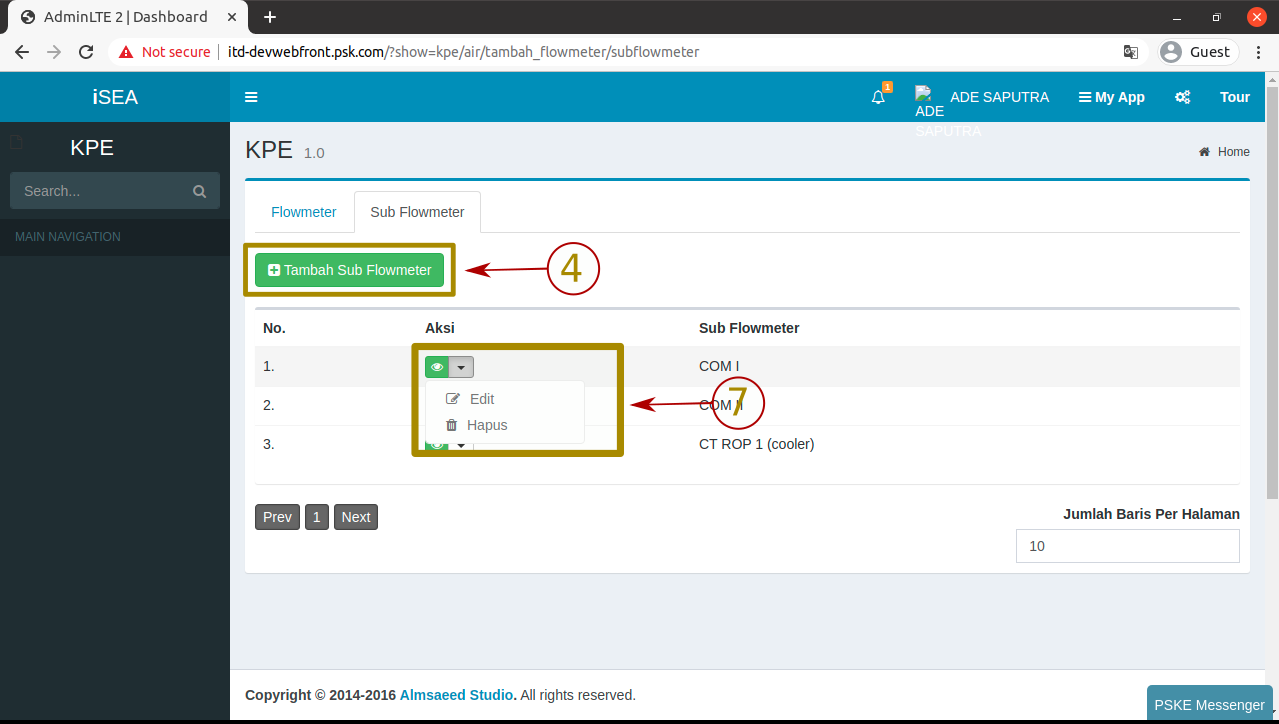 AdminLTE 2 | Dashboard
Not secure itd-devwebfront.psk.com/?show=kpe/air/tambah_flowmeter/subflowmeter Guest
iSEA 1 ADE SAPUTRA ADE SAPUTRA My App Tour
KPE
KPE 1.0 Home
Search...
MAIN NAVIGATION
Flowmeter Sub Flowmeter
Tambah Sub Flowmeter 4
No. Aksi Sub Flowmeter
1. COM I
Edit
Hapus
7
2. COM II
3. CT ROP 1 (cooler)
Prev 1 Next Jumlah Baris Per Halaman
10
Copyright © 2014-2016 Almsaeed Studio. All rights reserved.
PSKE Messenger